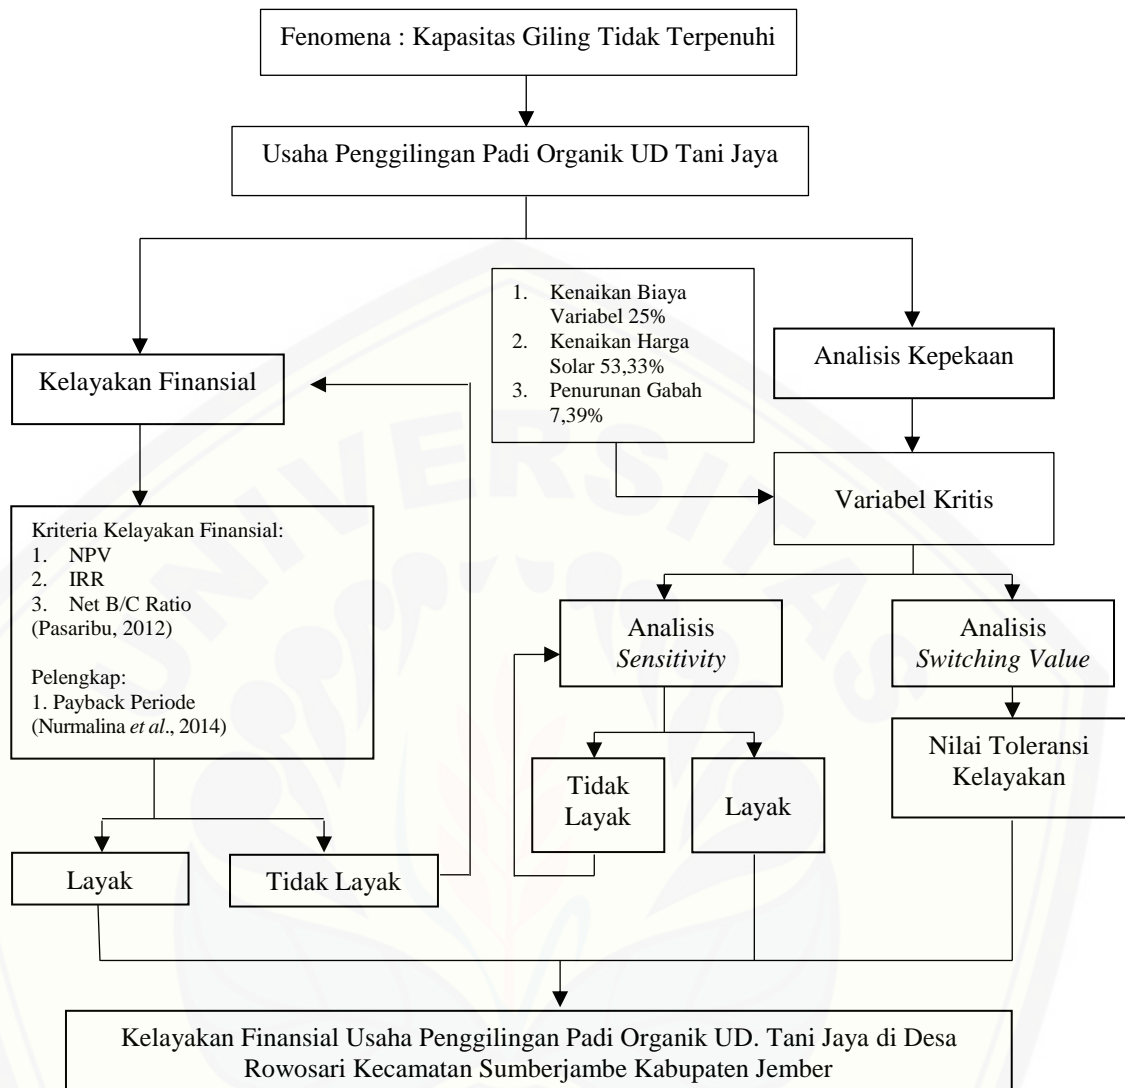 Fenomena : Kapasitas Giling Tidak Terpenuhi
Usaha Penggilingan Padi Organik UD Tani Jaya
1. Kenaikan Biaya
Variabel 25%
2. Kenaikan Harga
Solar 53,33%
3. Penurunan Gabah
7,39%
Kelayakan Finansial
Analisis Kepekaan
Variabel Kritis
Kriteria Kelayakan Finansial:
1. NPV
2. IRR
3. Net B/C Ratio
(Pasaribu, 2012)
Pelengkap:
1. Payback Periode
(Nurmalina et al., 2014)
Analisis
Sensitivity
Analisis
Switching Value
Tidak
Layak
Layak
Nilai Toleransi
Kelayakan
Layak
Tidak Layak
Kelayakan Finansial Usaha Penggilingan Padi Organik UD. Tani Jaya di Desa
Rowosari Kecamatan Sumberjambe Kabupaten Jember
UNIVERSITAS